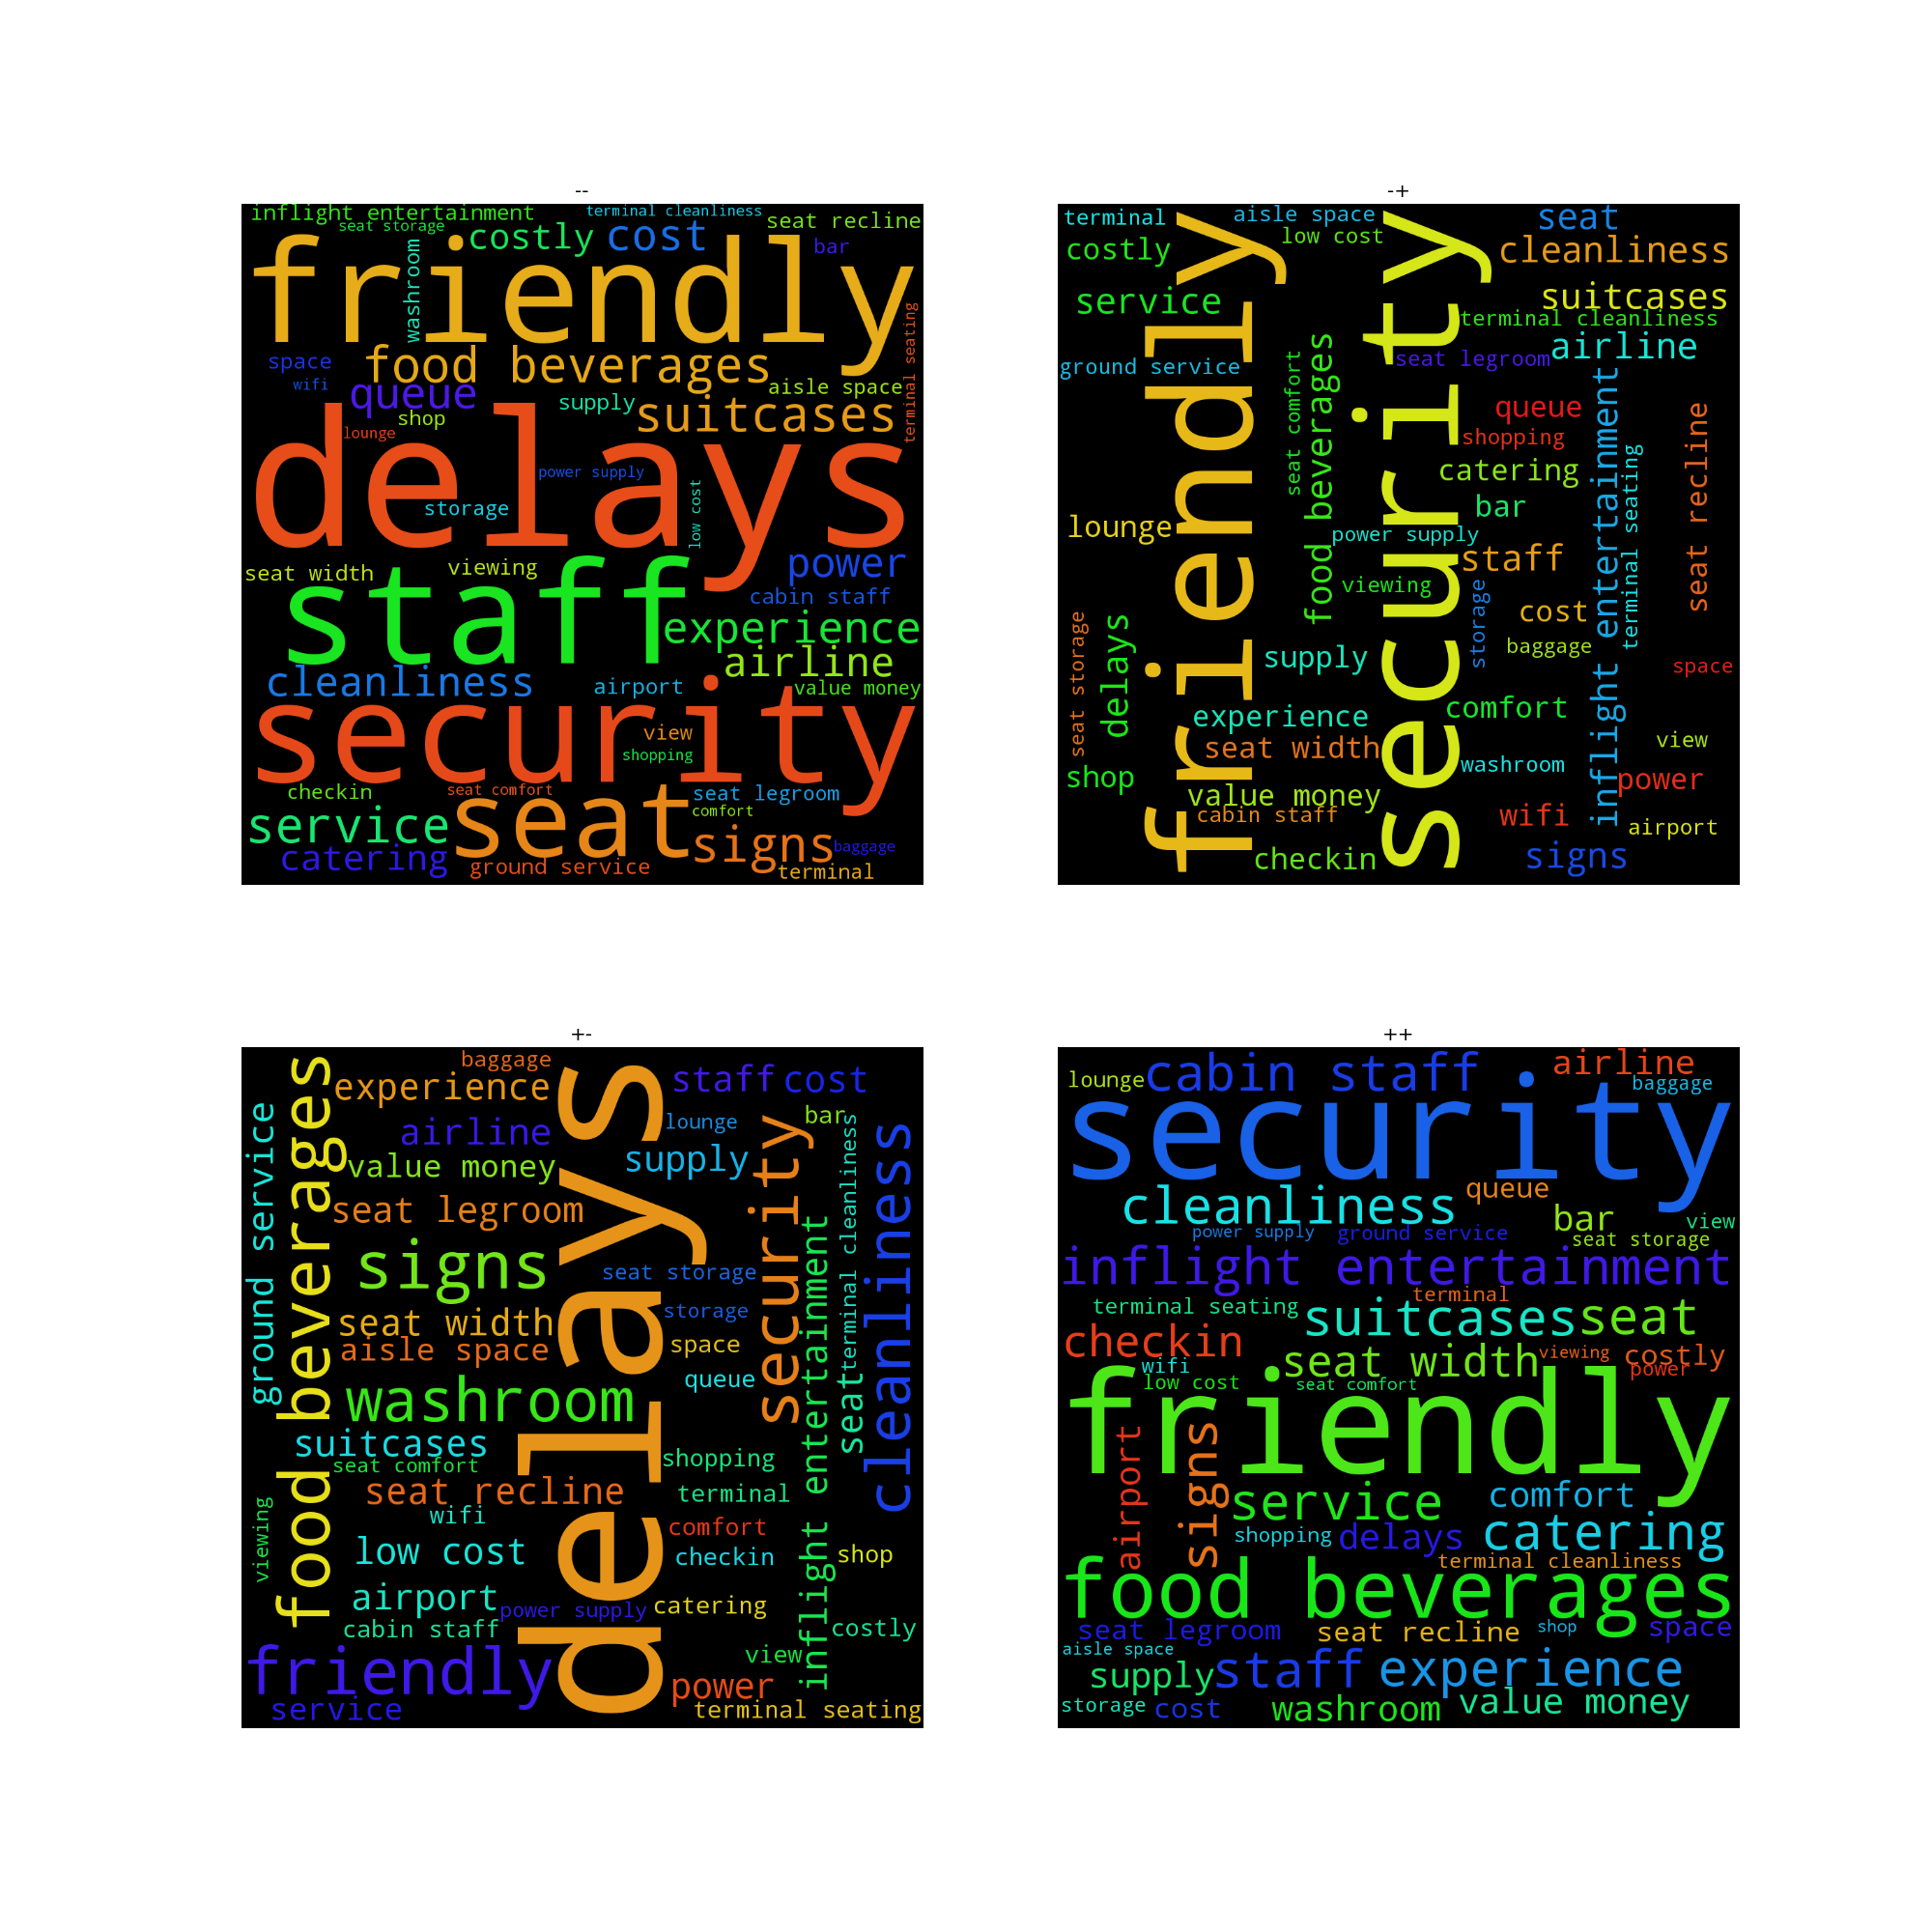 --
inflight entertainment
terminal cleanliness
seat recline
seat storage
costly
cost
bar
washroom
friendly
terminal seating
space
food beverages
wifi
queue
aisle space
supply
suitcases
shop
lounge
delays
power supply
storage
low cost
seat width
viewing
power
staff
cabin staff
experience
airline
cleanliness
airport
value money
security
view
shopping
checkin
seat comfort
seat
seat legroom
comfort
service
signs
catering
ground service
baggage
terminal
-+
terminal
aisle space
seat
costly
low cost
cleanliness
friendly
security
service
suitcases
terminal cleanliness
ground service
seat comfort
food beverages
seat legroom
airline
queue
inflight entertainment
seat recline
shopping
catering
terminal seating
lounge
bar
power supply
staff
viewing
storage
cost
seat storage
delays
supply
baggage
space
experience
comfort
seat width
view
shop
washroom
power
value money
cabin staff
wifi
airport
checkin
signs
+-
baggage
food beverages
experience
delays
staff
cost
ground service
airline
lounge
bar
security
terminal cleanliness
cleanliness
value money
supply
seat legroom
signs
inflight entertainment
seat storage
seat width
storage
aisle space
space
washroom
queue
seat
suitcases
seat comfort
shopping
seat recline
terminal
viewing
wifi
comfort
low cost
checkin
shop
airport
power supply
catering
cabin staff
costly
friendly
view
power
service
terminal seating
++
lounge
cabin staff
airline
baggage
security
cleanliness
queue
bar
view
power supply
ground service
seat storage
inflight entertainment
terminal
terminal seating
suitcases
seat
checkin
seat width
viewing
costly
wifi
power
low cost
seat comfort
friendly
airport
signs
service
comfort
shopping
delays
catering
terminal cleanliness
food beverages
seat legroom
seat recline
shop
space
aisle space
supply
staff
experience
storage
cost
washroom
value money